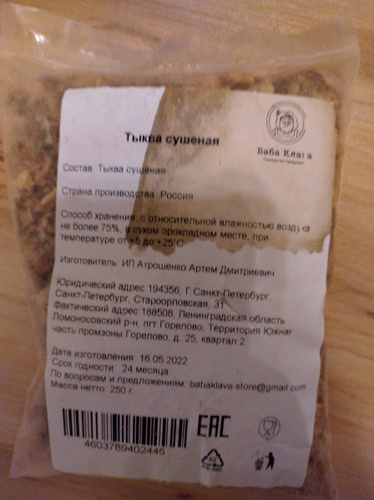 Баба Клава
Тыква сушеная
Состав: Тыква сушеная
Страна производства: Россия
Способ хранения: с относительной влажностью воздуха
не более 75%, в сухом прохладном месте, при
температуре от +5 до +25°С
Изготовитель: ИП Атрошенко Артем Дмитриевич
Юридический адрес 194356, Г.Санкт-Петербург,
Санкт-Петербург, Староорловская, 31
Фактический адрес 188508, Ленинградская область
Ломоносовский р-н, пгт Горелово, Территория Южная
часть промзоны Горелово, д. 25, квартал 2
Дата изготовления: 16.05.2022
Срок годности: 24 месяца
По вопросам и предложениям: babaklava.store@gmail.com
Масса нетто: 250 г.
4603789402445
EAC